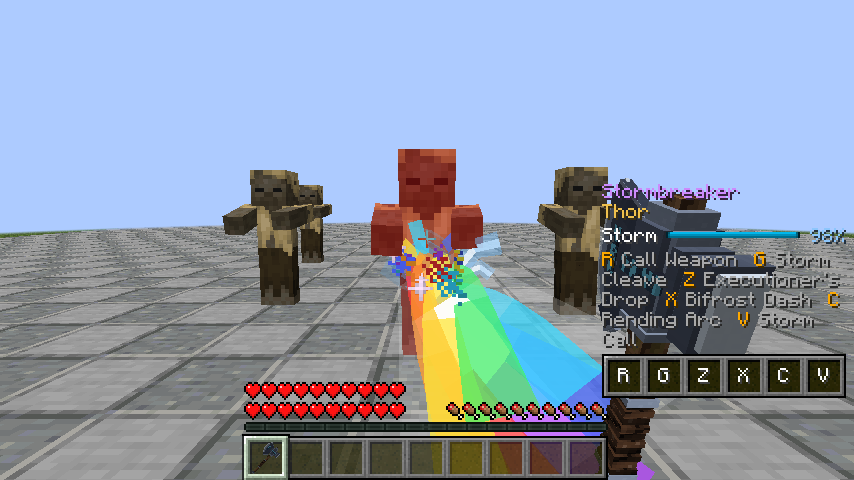 Stormbreaker
Thor
Storm 98%
R Call Weapon G Storm
Cleave Z Executioner's
Drop X Bifrost Dash C
Rending Arc V Storm
Call
R G Z X C V